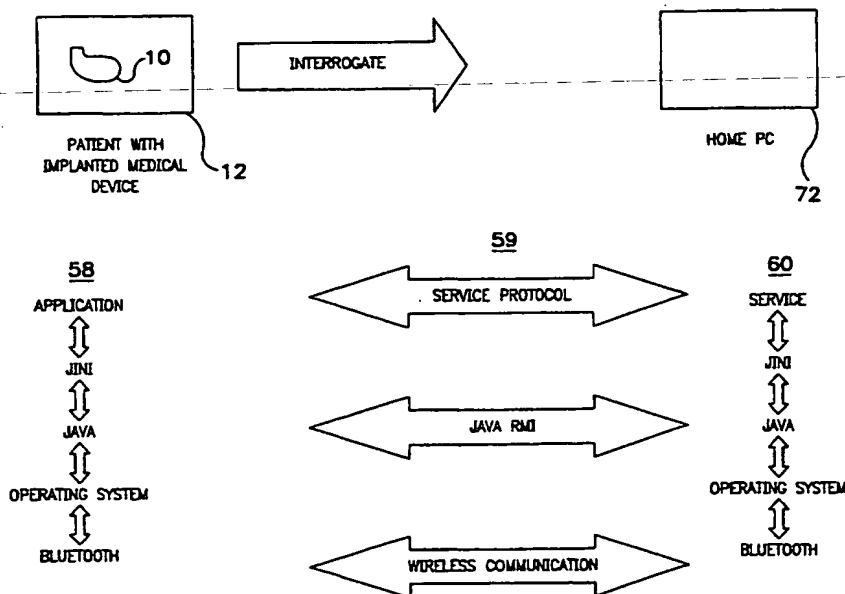 10
INTERROGATE
PATIENT WITH
IMPLANTED MEDICAL
DEVICE
12
HOME PC
72
58
59
60
APPLICATION
SERVICE PROTOCOL
SERVICE
JINI
JINI
JAVA
JAVA RMI
JAVA
OPERATING SYSTEM
OPERATING SYSTEM
BLUETOOTH
WIRELESS COMMUNICATION
BLUETOOTH